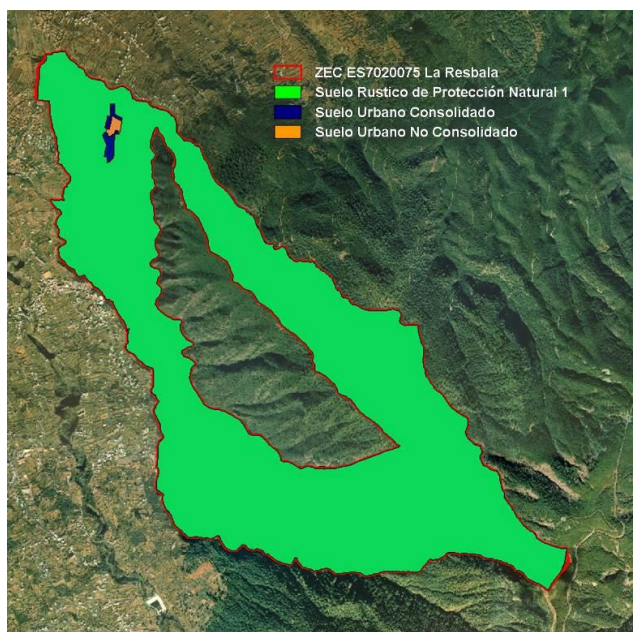 ZEC ES7020075 La Resbala
Suelo Rustico de Protección Natural 1
Suelo Urbano Consolidado
Suelo Urbano No Consolidado